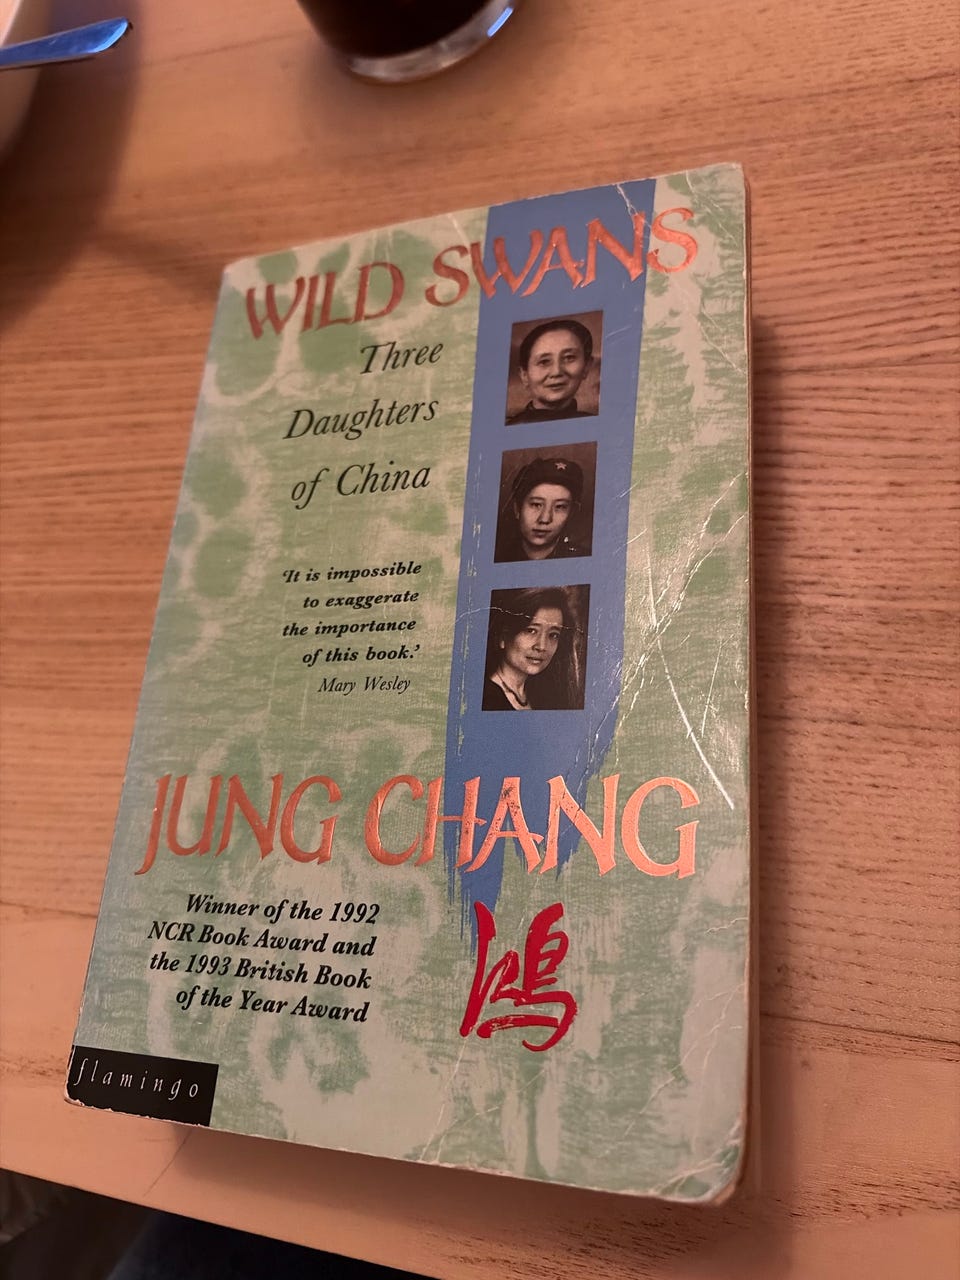 WILD SWANS
Three
Daughters
of China
‘It is impossible
to exaggerate
the importance
of this book.’
Mary Wesley
JUNG CHANG
Winner of the 1992
NCR Book Award and
the 1993 British Book
of the Year Award
鴻
flamingo